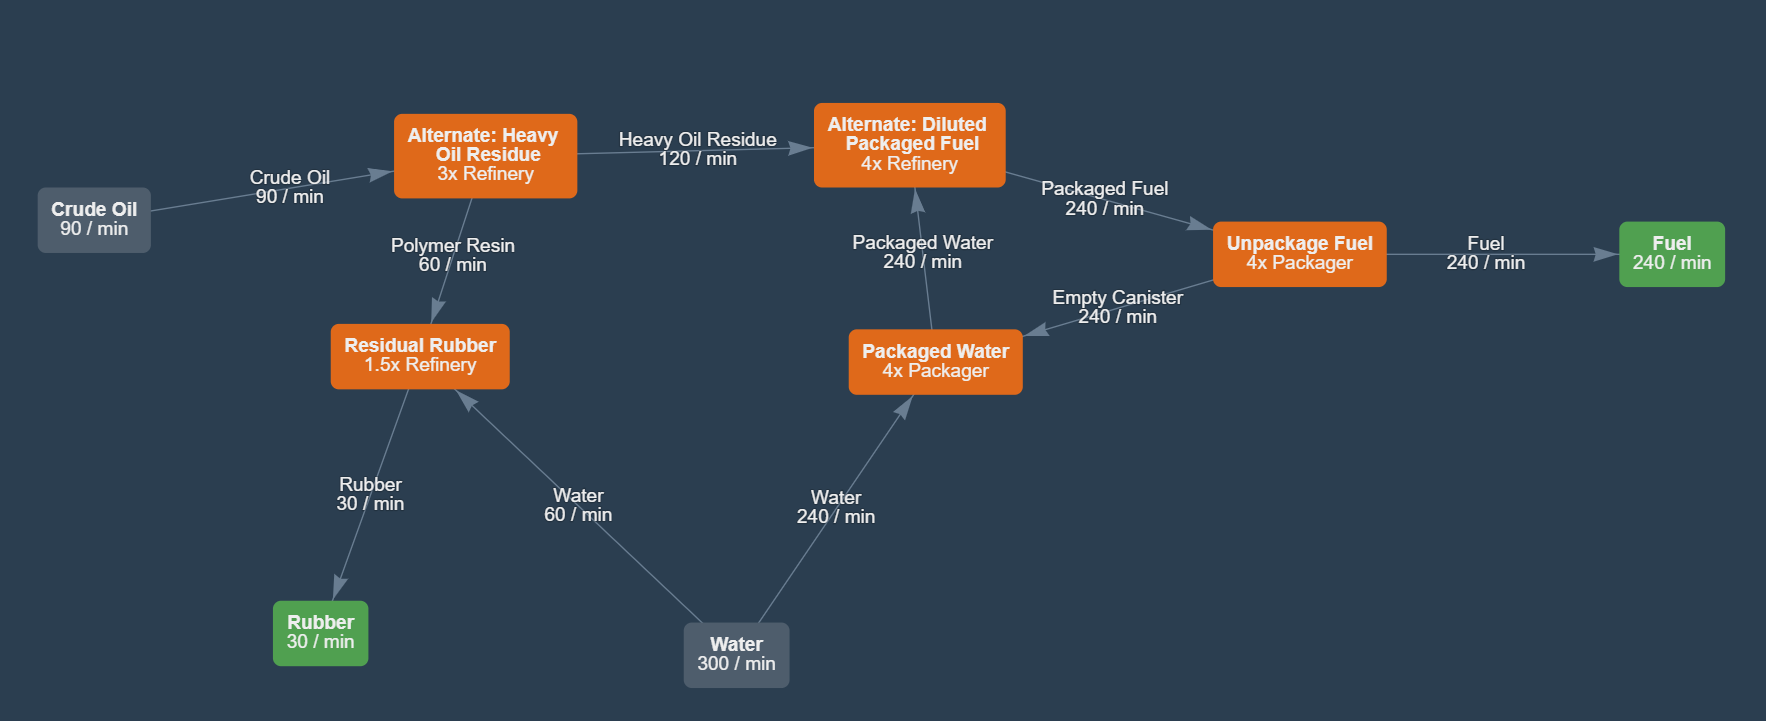 Crude Oil
90 / min
Crude Oil
90 / min
Alternate: Heavy
Oil Residue
3x Refinery
Heavy Oil Residue
120 / min
Alternate: Diluted
Packaged Fuel
4x Refinery
Packaged Fuel
240 / min
Unpackage Fuel
4x Packager
Fuel
240 / min
Fuel
240 / min
Polymer Resin
60 / min
Packaged Water
240 / min
Empty Canister
240 / min
Residual Rubber
1.5x Refinery
Packaged Water
4x Packager
Rubber
30 / min
Water
60 / min
Water
240 / min
Rubber
30 / min
Water
300 / min